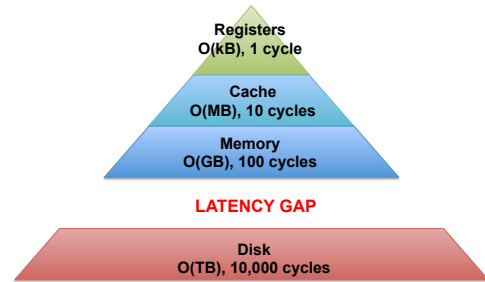 Registers
O(kB), 1 cycle
Cache
O(MB), 10 cycles
Memory
O(GB), 100 cycles
LATENCY GAP
Disk
O(TB), 10,000 cycles